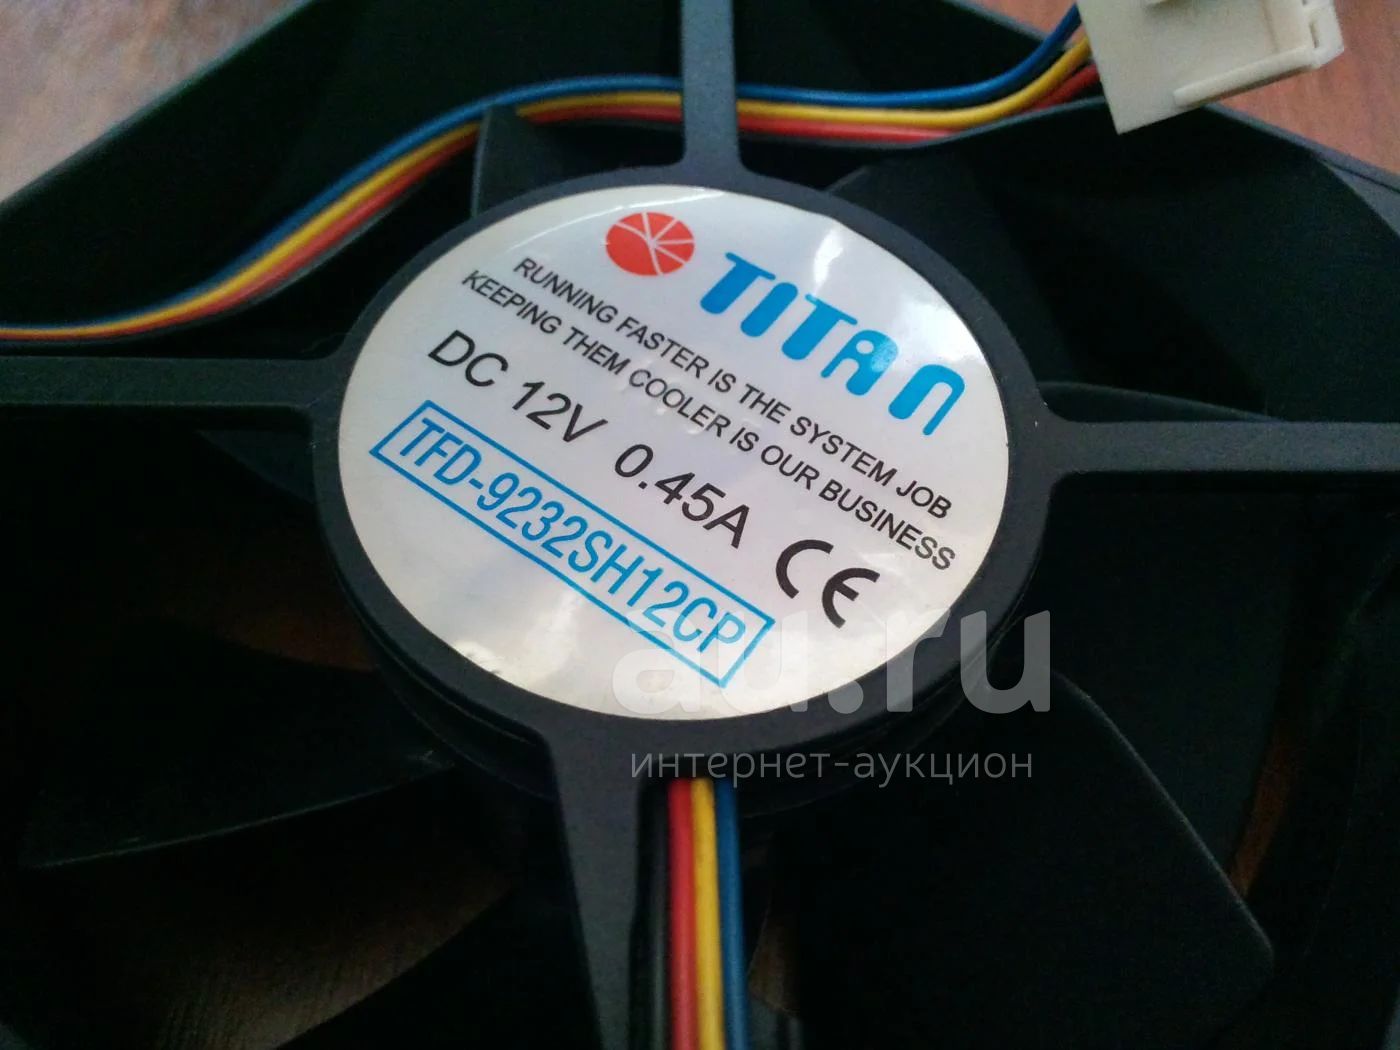 TITAN
RUNNING FASTER IS THE SYSTEM JOB
KEEPING THEM COOLER IS OUR BUSINESS
DC 12V 0.45A CE
TFD-9232SH12CP
au.ru
интернет-аукцион